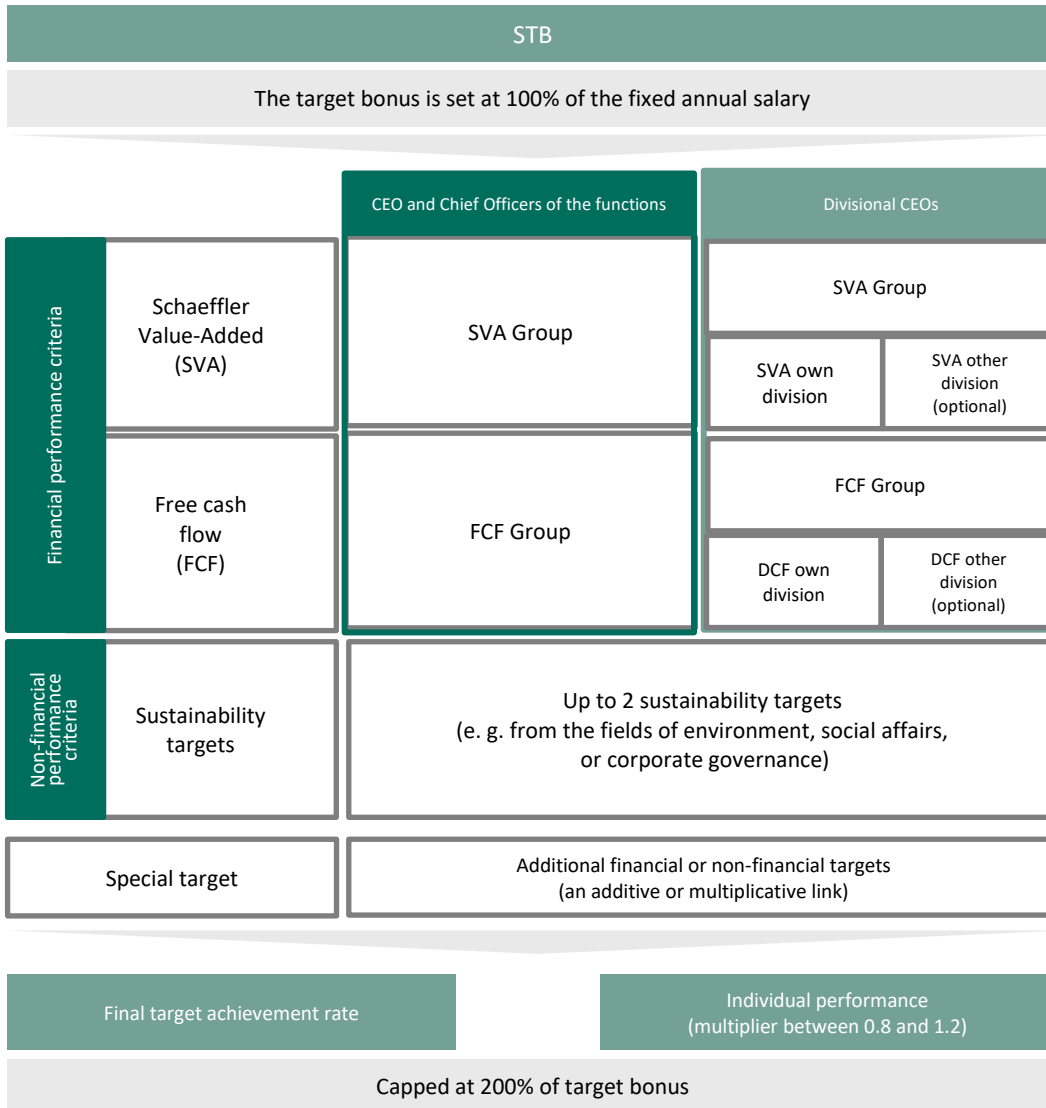 STB
The target bonus is set at 100% of the fixed annual salary
CEO and Chief Officers of the functions
Divisional CEOs
Financial performance criteria
Schaeffler
Value-Added
(SVA)
SVA Group
SVA Group
SVA own
division
SVA other
division
(optional)
Free cash
flow
(FCF)
FCF Group
FCF Group
DCF own
division
DCF other
division
(optional)
Non-financial
performance
criteria
Sustainability
targets
Up to 2 sustainability targets
(e. g. from the fields of environment, social affairs,
or corporate governance)
Special target
Additional financial or non-financial targets
(an additive or multiplicative link)
Final target achievement rate
Individual performance
(multiplier between 0.8 and 1.2)
Capped at 200% of target bonus